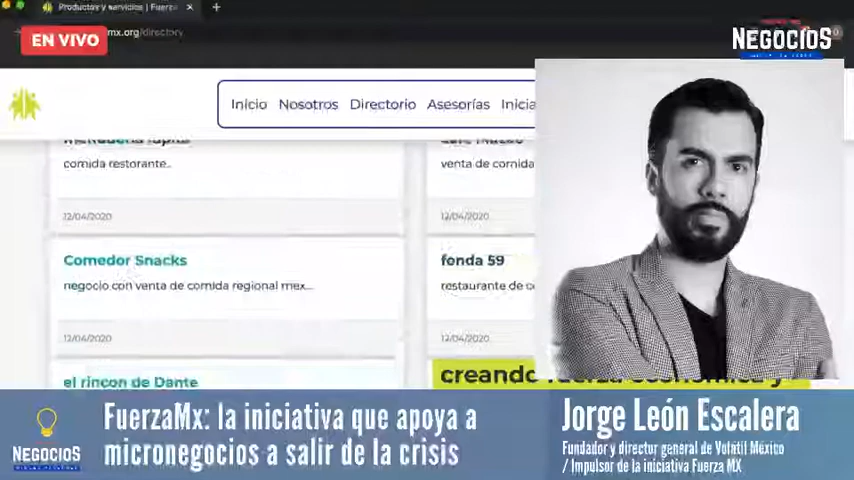 Productos y servicios | Fuerz
mx.org/directory
EN VIVO
NEGOCIOS
Inicio Nosotros Directorio Asesorías Inicia
comida restorante..
venta de comida
12/04/2020
12/04/2020
Comedor Snacks
fonda 59
negocio con venta de comida regional mex...
restaurante de c
12/04/2020
12/04/2020
el rincon de Dante
creando fuerza económica y
FuerzaMx: la iniciativa que apoya a
micronegocios a salir de la crisis
Jorge León Escalera
Fundador y director general de Volátil México
/ Impulsor de la iniciativa Fuerza MX
NEGOCIOS